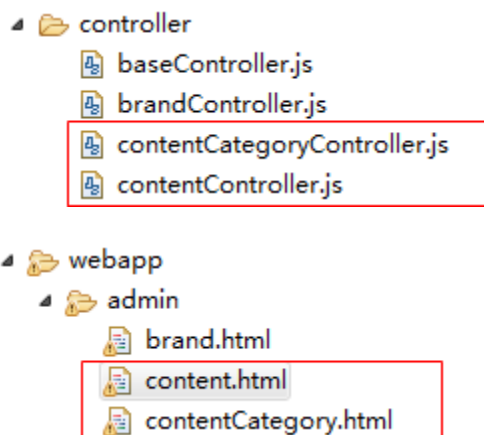 controller
baseController.js
brandController.js
contentCategoryController.js
contentController.js
webapp
admin
brand.html
content.html
contentCategory.html